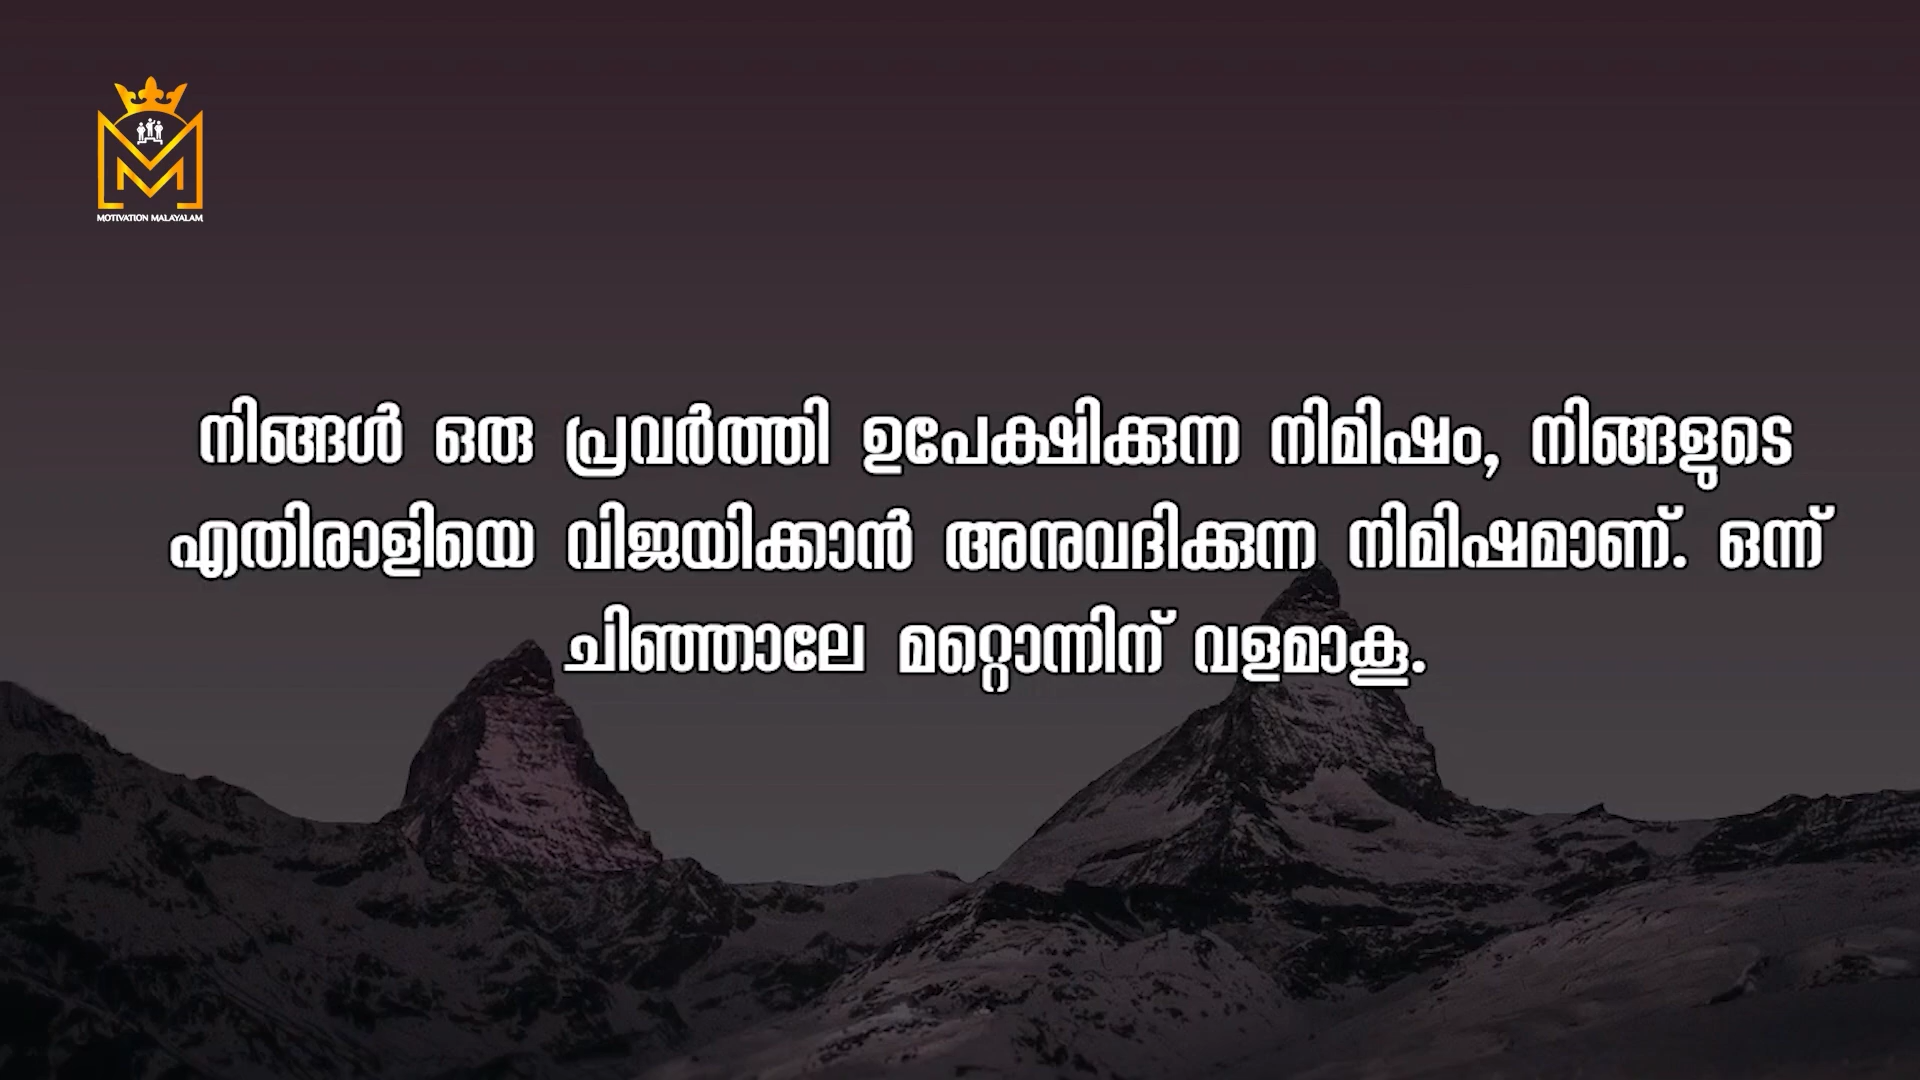 MOTIVATION MALAYALAM
നിങ്ങൾ ഒരു പ്രവർത്തി ഉപേക്ഷിക്കുന്ന നിമിഷം, നിങ്ങളുടെ
എതിരാളിയെ വിജയിക്കാൻ അനുവദിക്കുന്ന നിമിഷമാണ്. ഒന്ന്
ചിഞ്ഞാലേ മറ്റൊന്നിന് വളമാകൂ.